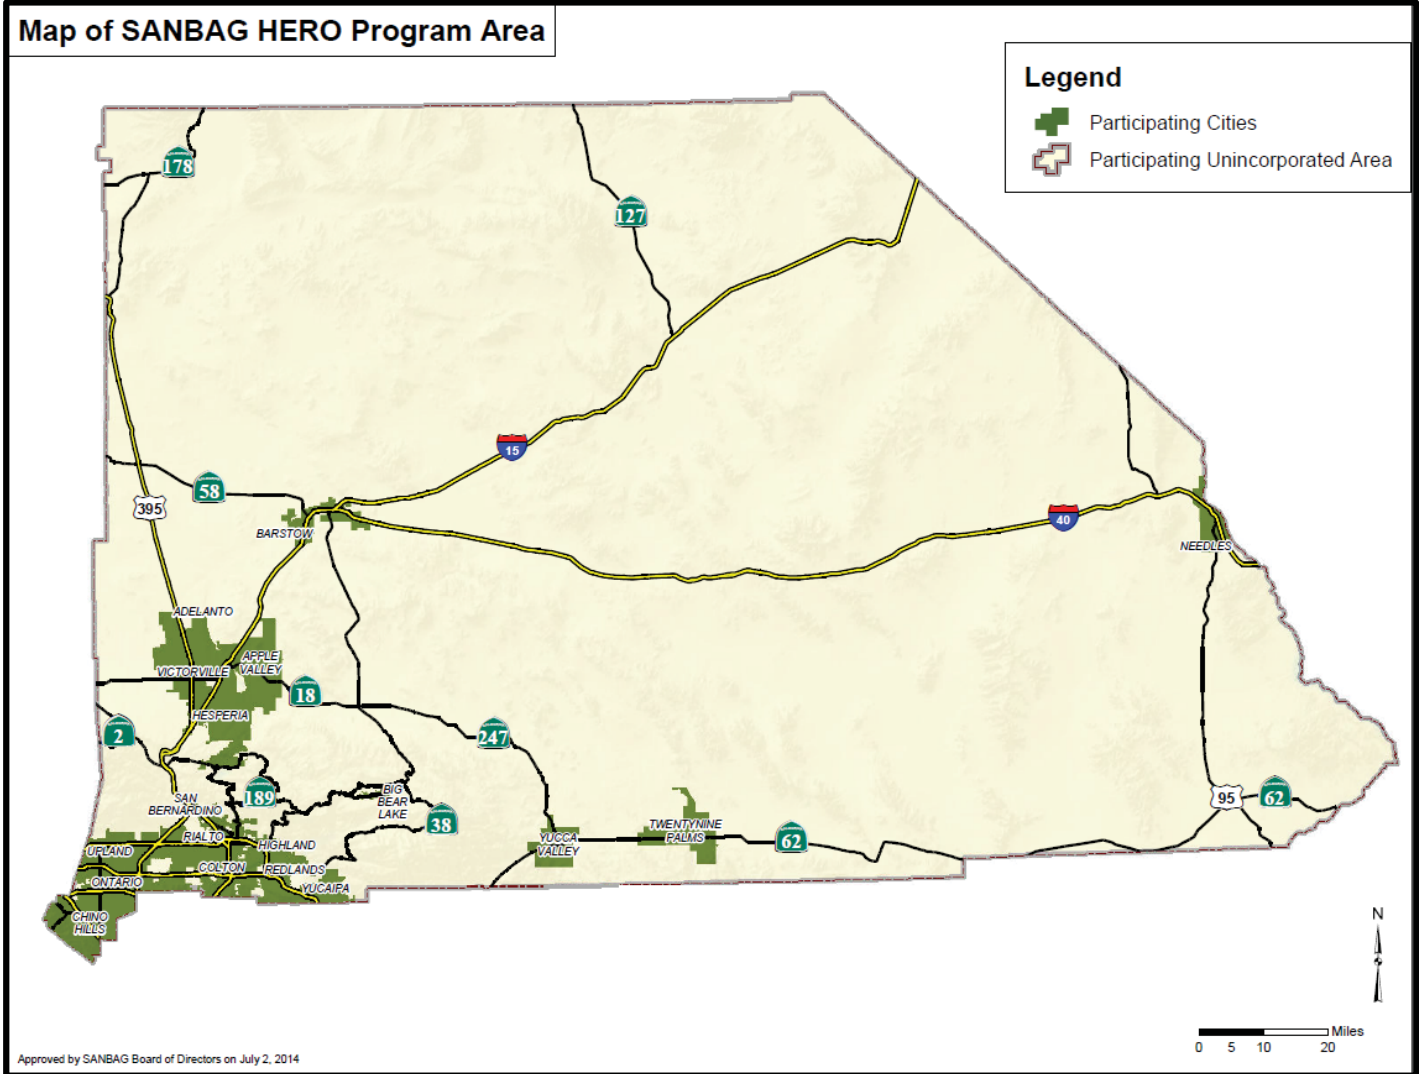 Map of SANBAG HERO Program Area
Legend
Participating Cities
Participating Unincorporated Area
178
127
15
58
395
40
BARSTOW
NEEDLES
ADELANTO
APPLE
VALLEY
VICTORVILLE
18
HESPERIA
2
247
189
BIG
BEAR
LAKE
SAN
BERNARDINO
38
95
62
TWENTYNINE
PALMS
62
YUCCA
VALLEY
RIALTO
HIGHLAND
UPLAND
COLTON
REDLANDS
ONTARIO
YUCAIPA
CHINO
HILLS
N
Miles
0 5 10 20
Approved by SANBAG Board of Directors on July 2, 2014